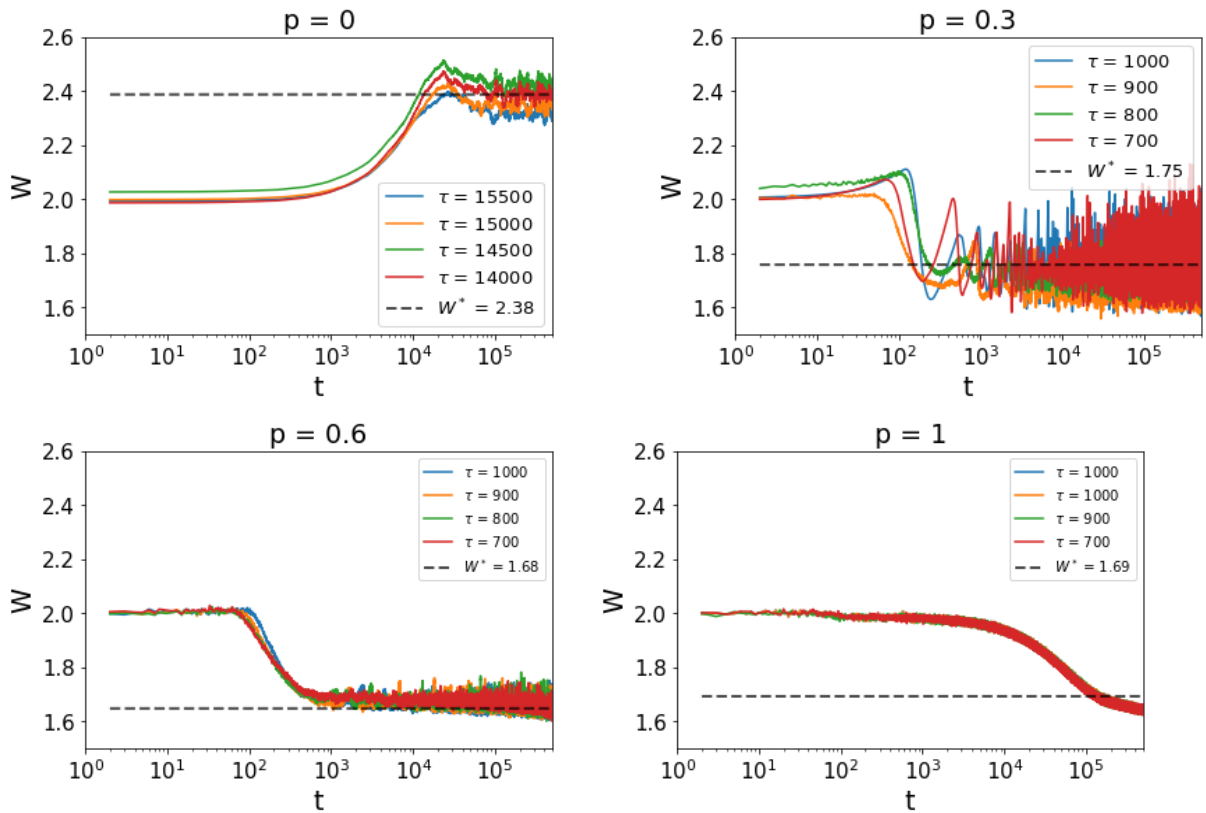 p = 0
2.6
2.4
2.2
2.0
1.8
1.6
W
τ = 15500
τ = 15000
τ = 14500
τ = 14000
W* = 2.38
10⁰ 10¹ 10² 10³ 10⁴ 10⁵
t
p = 0.3
2.6
2.4
2.2
2.0
1.8
1.6
W
τ = 1000
τ = 900
τ = 800
τ = 700
W* = 1.75
10⁰ 10¹ 10² 10³ 10⁴ 10⁵
t
p = 0.6
2.6
2.4
2.2
2.0
1.8
1.6
W
τ = 1000
τ = 900
τ = 800
τ = 700
W* = 1.68
10⁰ 10¹ 10² 10³ 10⁴ 10⁵
t
p = 1
2.6
2.4
2.2
2.0
1.8
1.6
W
τ = 1000
τ = 1000
τ = 900
τ = 700
W* = 1.69
10⁰ 10¹ 10² 10³ 10⁴ 10⁵
t